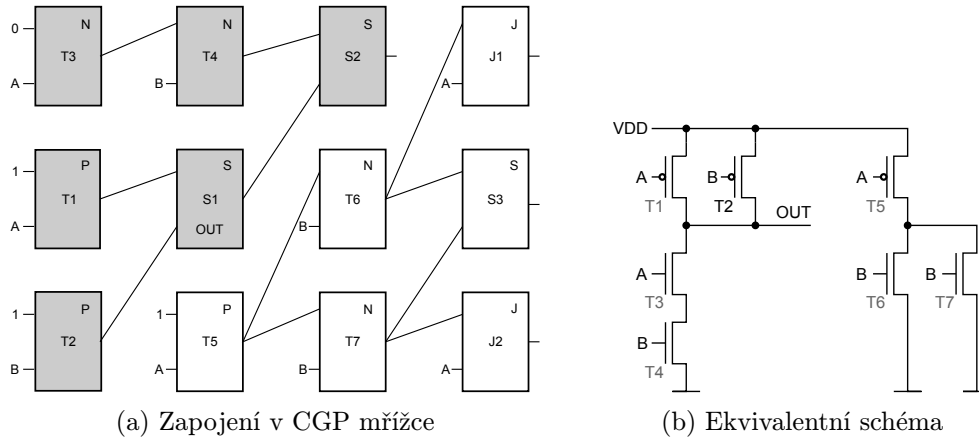 0 N N S J
T3 T4 S2 J1
A B A
1 P S N S
T1 S1 T6 S3
A OUT B
1 P 1 P N J
T2 T5 T7 J2
B A B A
(a) Zapojení v CGP mřížce
VDD
A B A
T1 T2 T5
OUT
A B B
T3 T6 T7
B
T4
(b) Ekvivalentní schéma